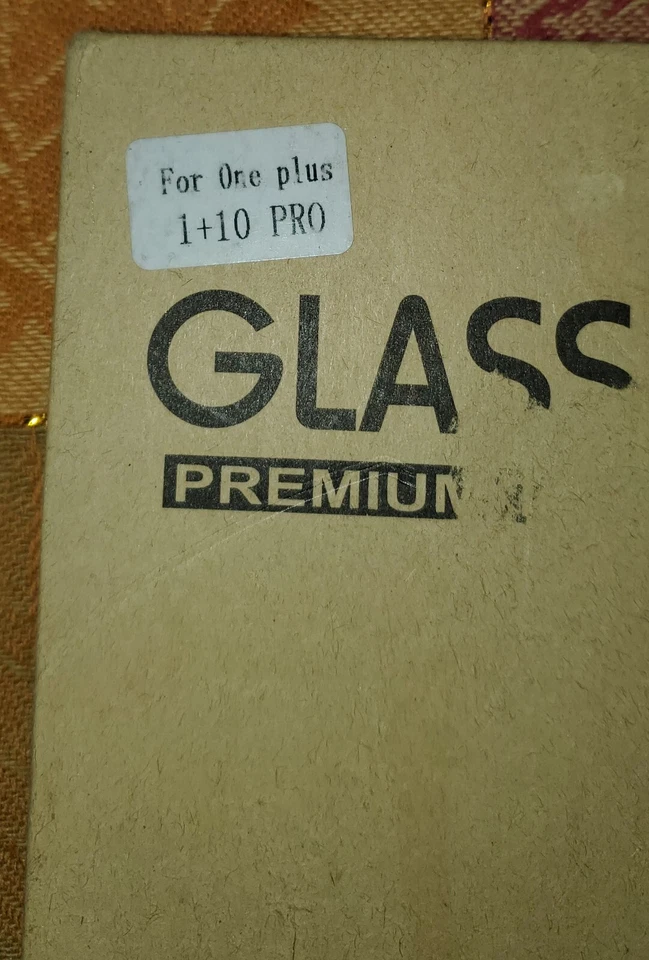 For One plus
1+10 PRO
GLASS
PREMIUM